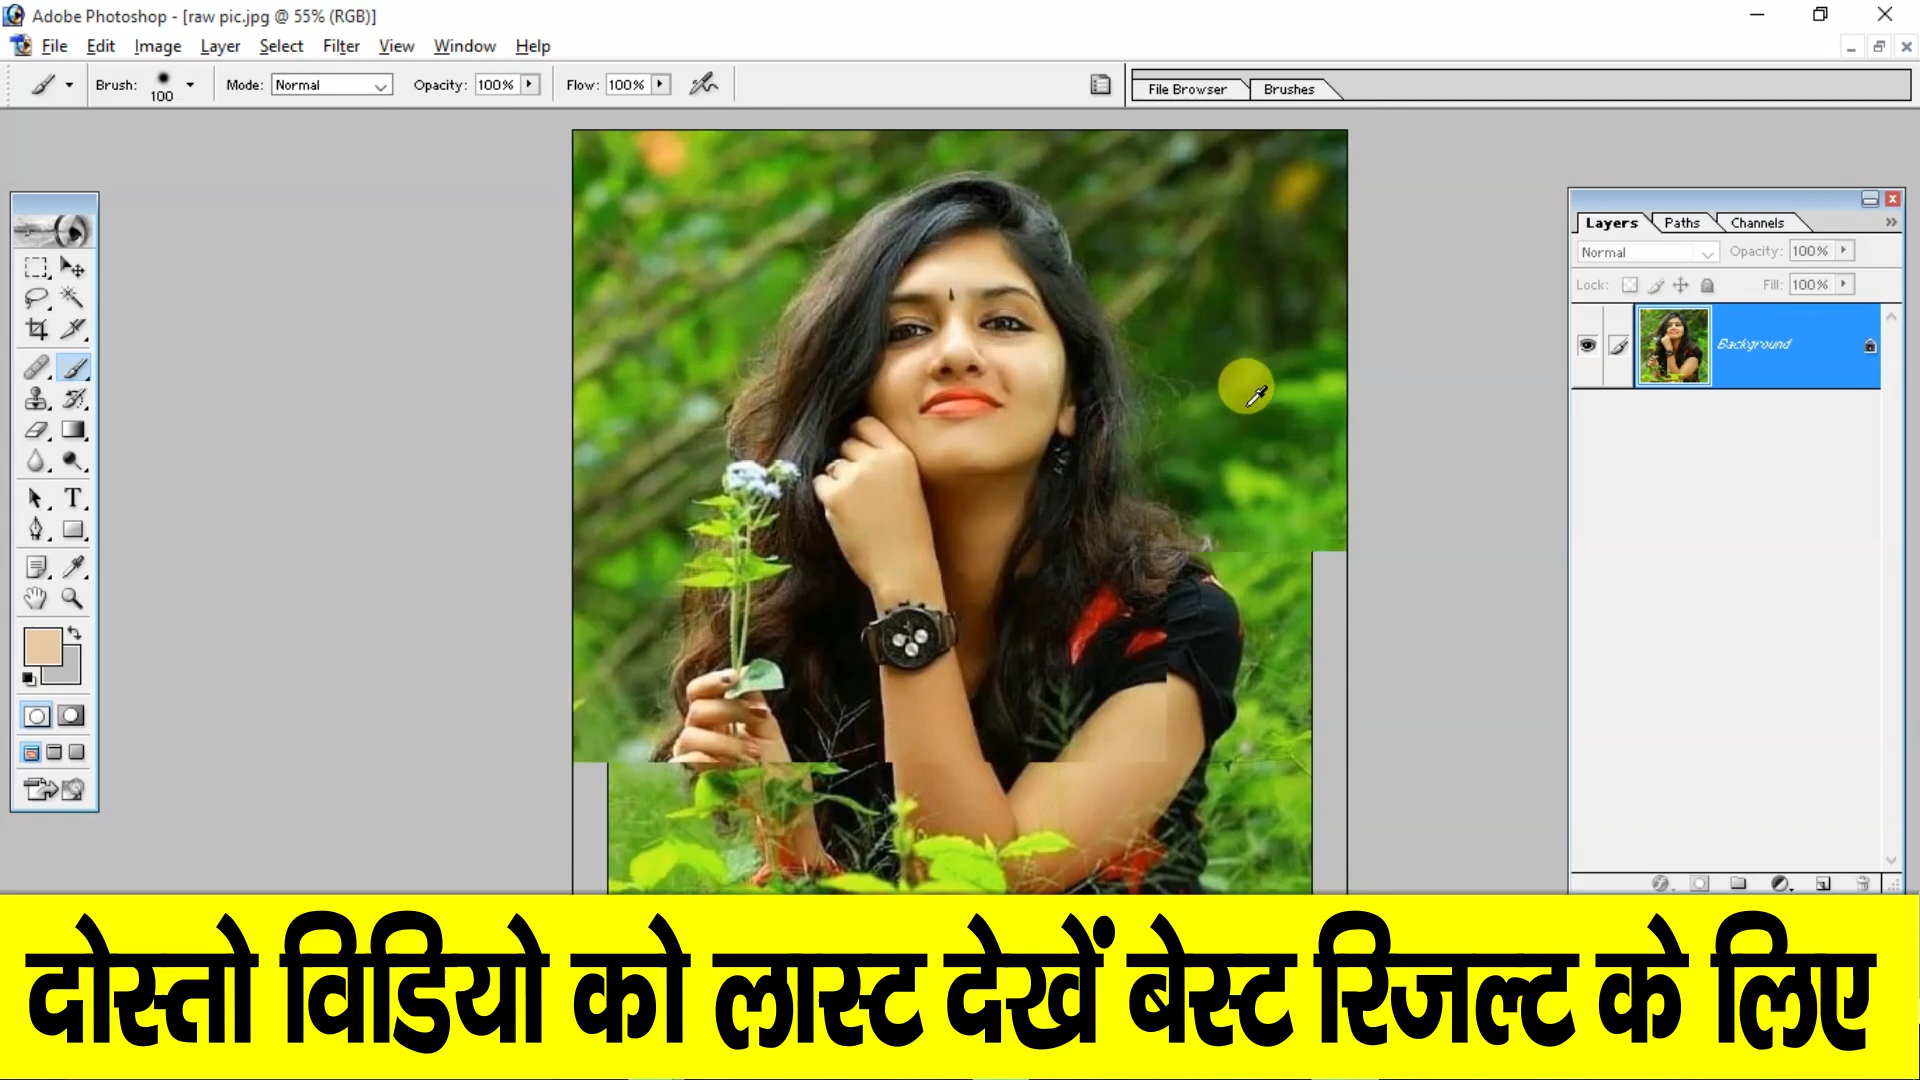 Adobe Photoshop - [raw pic.jpg @ 55% (RGB)]
File Edit Image Layer Select Filter View Window Help
Brush: 100 Mode: Normal Opacity: 100% Flow: 100% File Browser Brushes
Layers Paths Channels
Normal Opacity: 100%
Lock: Fill: 100%
Background
दोस्तो विडियो को लास्ट देखें बेस्ट रिजल्ट के लिए